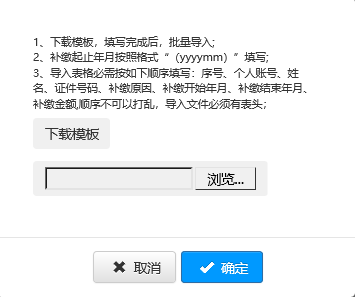 1、下载模板，填写完成后，批量导入;
2、补缴起止年月按照格式“（yyyymm）”填写;
3、导入表格必需按如下顺序填写：序号、个人账号、姓
名、证件号码、补缴原因、补缴开始年月、补缴结束年月、
补缴金额,顺序不可以打乱，导入文件必须有表头;
下载模板
浏览...
取消
确定